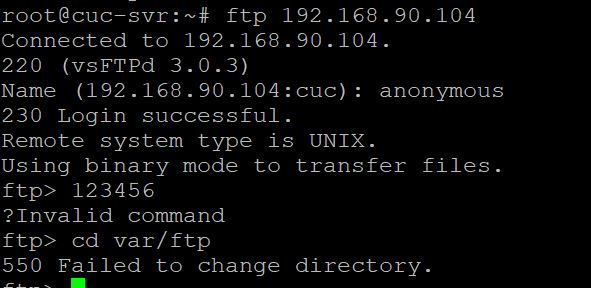 root@cuc-svr:~# ftp 192.168.90.104
Connected to 192.168.90.104.
220 (vsFTPd 3.0.3)
Name (192.168.90.104:cuc): anonymous
230 Login successful.
Remote system type is UNIX.
Using binary mode to transfer files.
ftp> 123456
?Invalid command
ftp> cd var/ftp
550 Failed to change directory.
ftp>